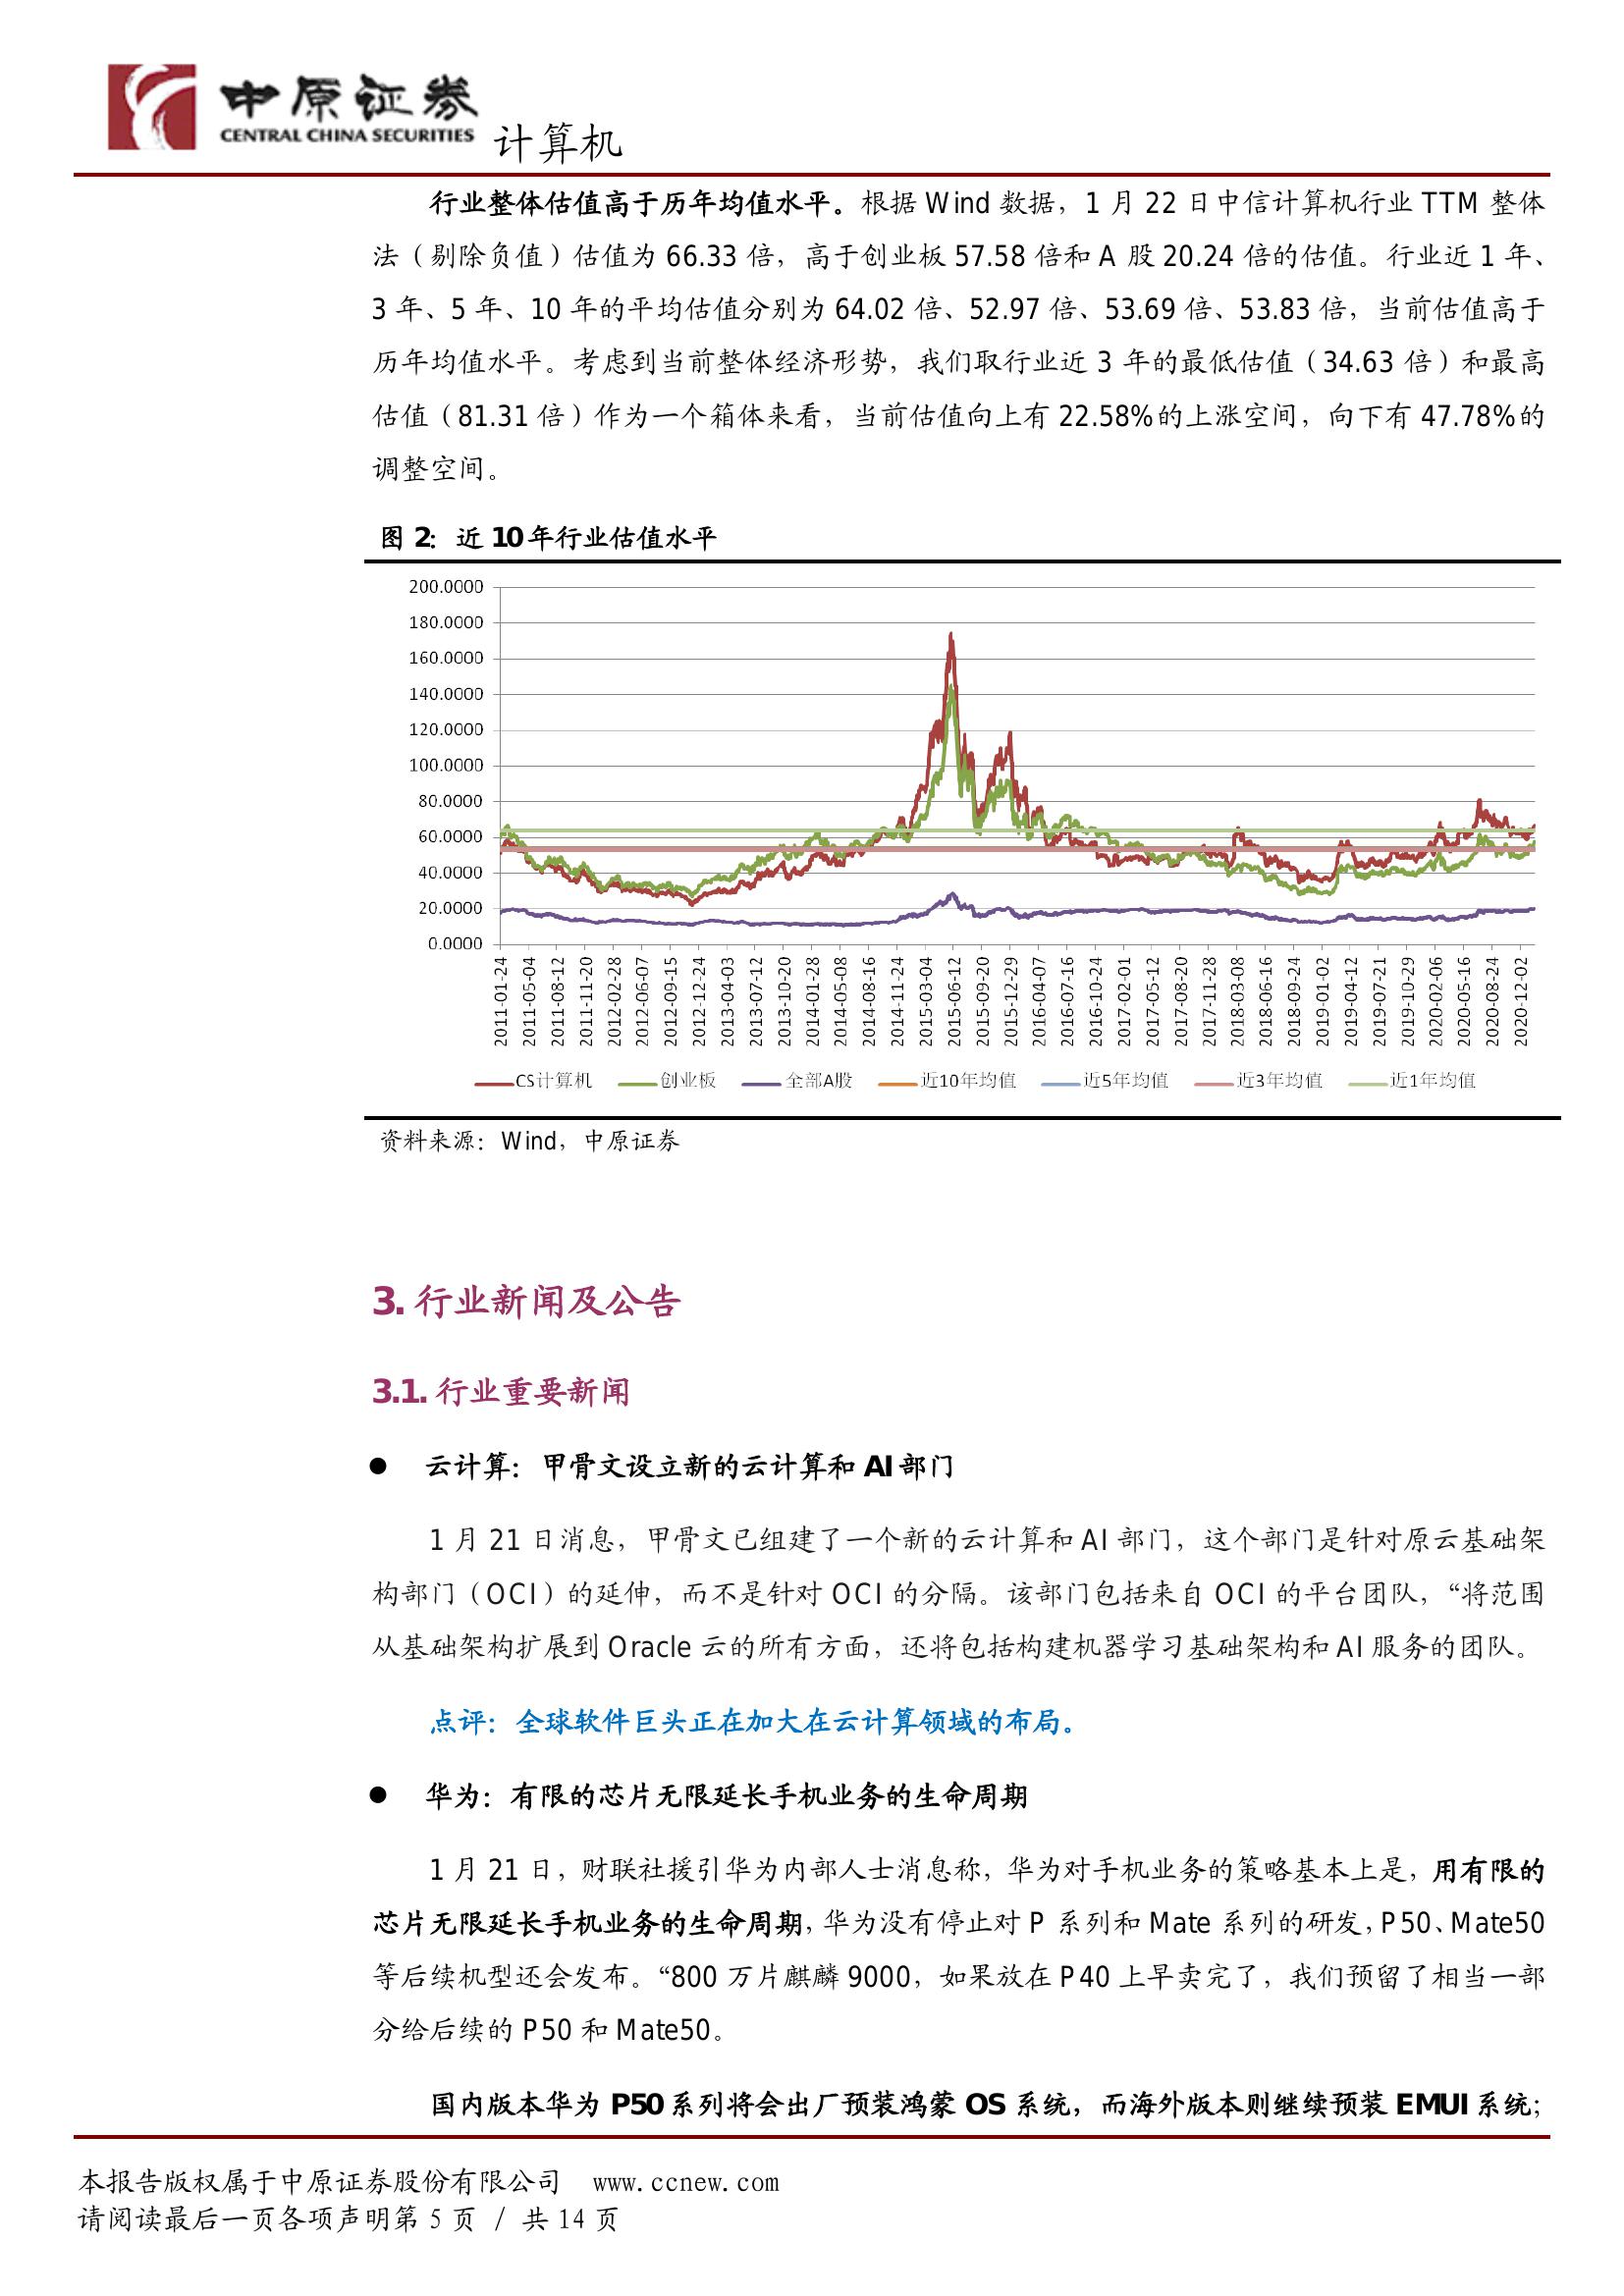 中原证券
CENTRAL CHINA SECURITIES
计算机
行业整体估值高于历年均值水平。根据 Wind 数据，1 月 22 日中信计算机行业 TTM 整体
法（剔除负值）估值为 66.33 倍，高于创业板 57.58 倍和 A 股 20.24 倍的估值。行业近 1 年、
3 年、5 年、10 年的平均估值分别为 64.02 倍、52.97 倍、53.69 倍、53.83 倍，当前估值高于
历年均值水平。考虑到当前整体经济形势，我们取行业近 3 年的最低估值（34.63 倍）和最高
估值（81.31 倍）作为一个箱体来看，当前估值向上有 22.58%的上涨空间，向下有 47.78%的
调整空间。
图 2：近 10 年行业估值水平
200.0000
180.0000
160.0000
140.0000
120.0000
100.0000
80.0000
60.0000
40.0000
20.0000
0.0000
2011-01-24
2011-05-04
2011-08-12
2011-11-20
2012-02-28
2012-06-07
2012-09-15
2012-12-24
2013-04-03
2013-07-12
2013-10-20
2014-01-28
2014-05-08
2014-08-16
2014-11-24
2015-03-04
2015-06-12
2015-09-20
2015-12-29
2016-04-07
2016-07-16
2016-10-24
2017-02-01
2017-05-12
2017-08-20
2017-11-28
2018-03-08
2018-06-16
2018-09-24
2019-01-02
2019-04-12
2019-07-21
2019-10-29
2020-02-06
2020-05-16
2020-08-24
2020-12-02
CS计算机 创业板 全部A股 近10年均值 近5年均值 近3年均值 近1年均值
资料来源：Wind，中原证券
3. 行业新闻及公告
3.1. 行业重要新闻
● 云计算：甲骨文设立新的云计算和 AI 部门
1 月 21 日消息，甲骨文已组建了一个新的云计算和 AI 部门，这个部门是针对原云基础架
构部门（OCI）的延伸，而不是针对 OCI 的分隔。该部门包括来自 OCI 的平台团队，“将范围
从基础架构扩展到 Oracle 云的所有方面，还将包括构建机器学习基础架构和 AI 服务的团队。
点评：全球软件巨头正在加大在云计算领域的布局。
● 华为：有限的芯片无限延长手机业务的生命周期
1 月 21 日，财联社援引华为内部人士消息称，华为对手机业务的策略基本上是，用有限的
芯片无限延长手机业务的生命周期，华为没有停止对 P 系列和 Mate 系列的研发，P50、Mate50
等后续机型还会发布。“800 万片麒麟 9000，如果放在 P40 上早卖完了，我们预留了相当一部
分给后续的 P50 和 Mate50。
国内版本华为 P50 系列将会出厂预装鸿蒙 OS 系统，而海外版本则继续预装 EMUI 系统；
本报告版权属于中原证券股份有限公司 www.ccnew.com
请阅读最后一页各项声明第 5 页 / 共 14 页